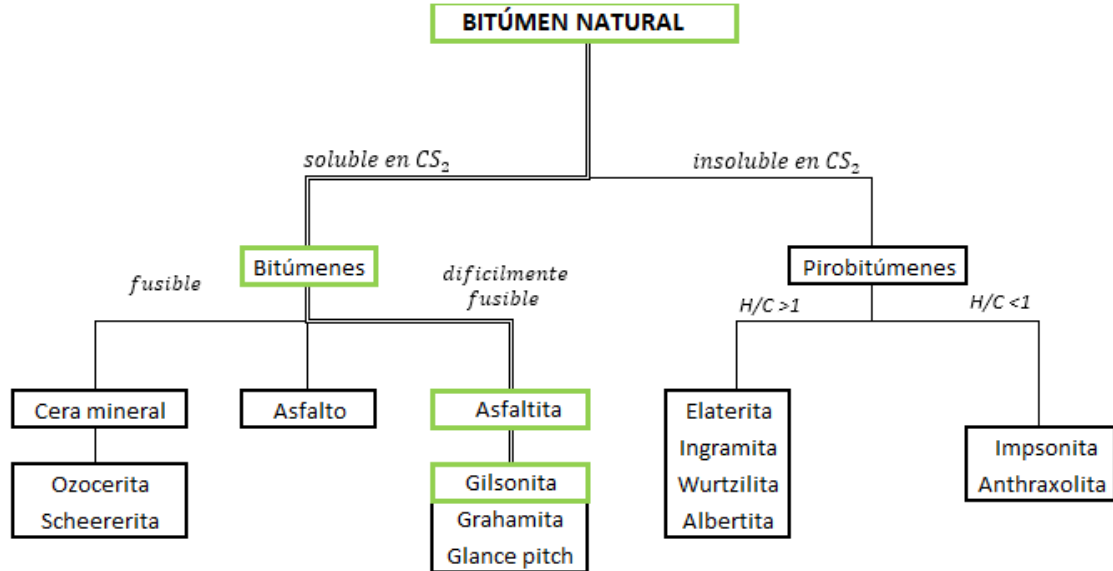 BITÚMEN NATURAL
soluble en CS₂
insoluble en CS₂
Bitúmenes
Pirobitúmenes
fusible
dificilmente
fusible
H/C >1
H/C <1
Cera mineral
Asfalto
Asfaltita
Ozocerita
Scheererita
Gilsonita
Grahamita
Glance pitch
Elaterita
Ingramita
Wurtzilita
Albertita
Impsonita
Anthraxolita